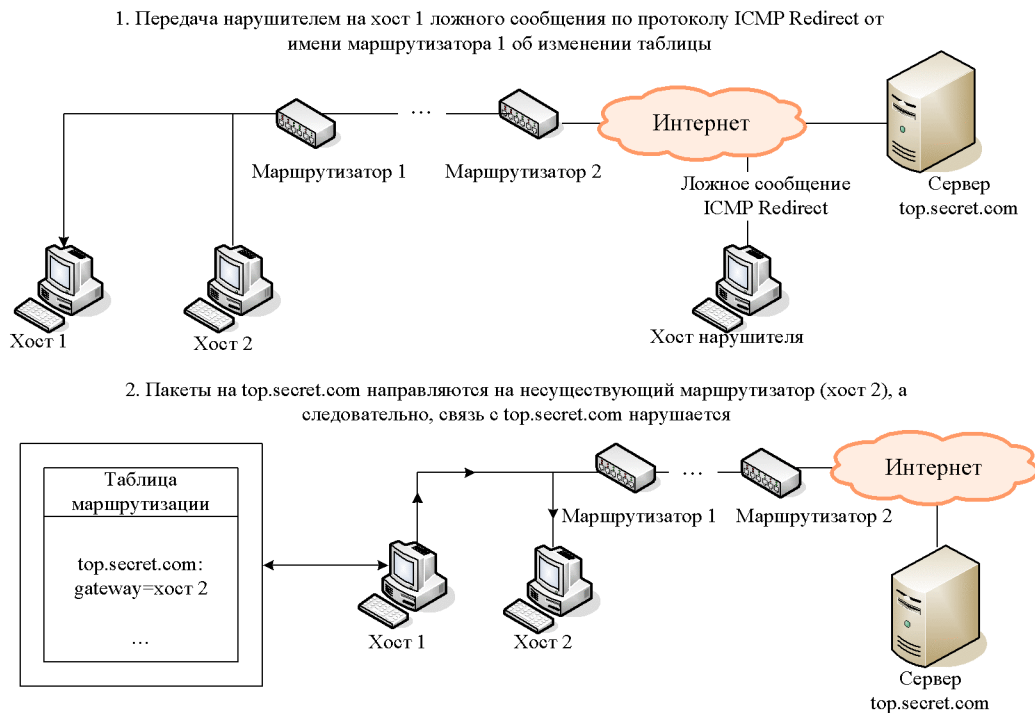 1. Передача нарушителем на хост 1 ложного сообщения по протоколу ICMP Redirect от
имени маршрутизатора 1 об изменении таблицы
...
Интернет
Маршрутизатор 1
Маршрутизатор 2
Ложное сообщение
ICMP Redirect
Сервер
top.secret.com
Хост 1
Хост 2
Хост нарушителя
2. Пакеты на top.secret.com направляются на несуществующий маршрутизатор (хост 2), а
следовательно, связь с top.secret.com нарушается
Таблица
маршрутизации
top.secret.com:
gateway=хост 2
...
...
Интернет
Маршрутизатор 1
Маршрутизатор 2
Хост 1
Хост 2
Сервер
top.secret.com